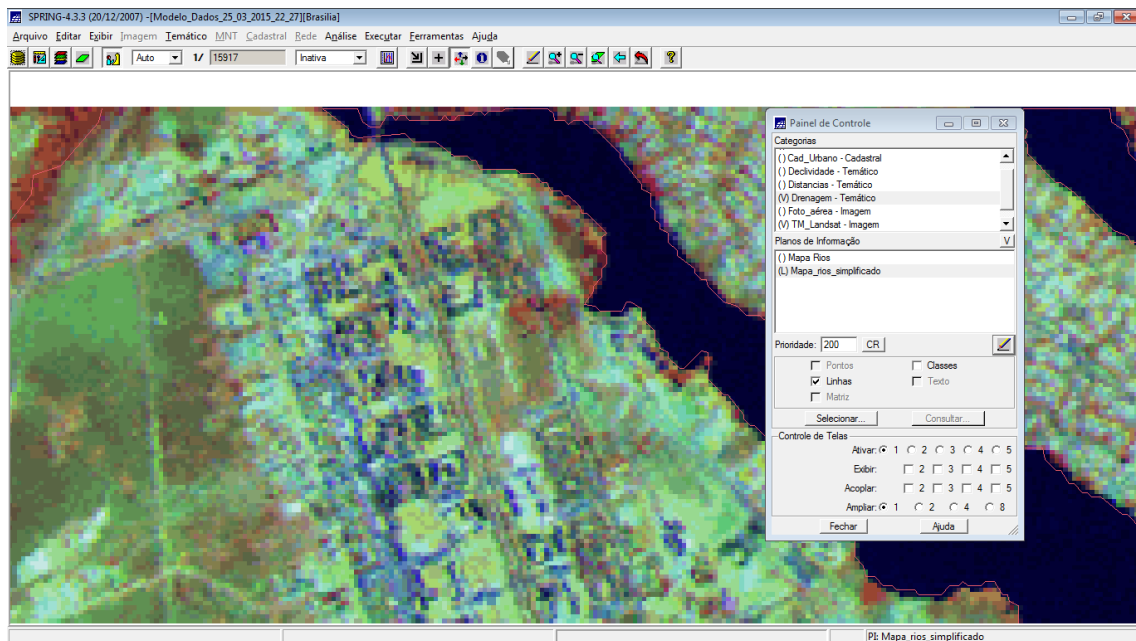 SPRING-4.3.3 (20/12/2007) -[Modelo_Dados_25_03_2015_22_27][Brasilia]
Arquivo Editar Exibir Imagem Temático MNT Cadastral Rede Análise Executar Ferramentas Ajuda
Auto 1/ 15917 Inativa
Painel de Controle
Categorias
( ) Cad_Urbano - Cadastral
( ) Declividade - Temático
( ) Distancias - Temático
(V) Drenagem - Temático
( ) Foto_aérea - Imagem
(V) TM_Landsat - Imagem
Planos de Informação V
( ) Mapa Rios
(L) Mapa_rios_simplificado
Prioridade: 200 CR
Pontos Classes
Linhas Texto
Matriz
Selecionar... Consultar...
Controle de Telas
Ativar: 1 2 3 4 5
Exibir: 2 3 4 5
Acoplar: 2 3 4 5
Ampliar: 1 2 4 8
Fechar Ajuda
PI: Mapa_rios_simplificado